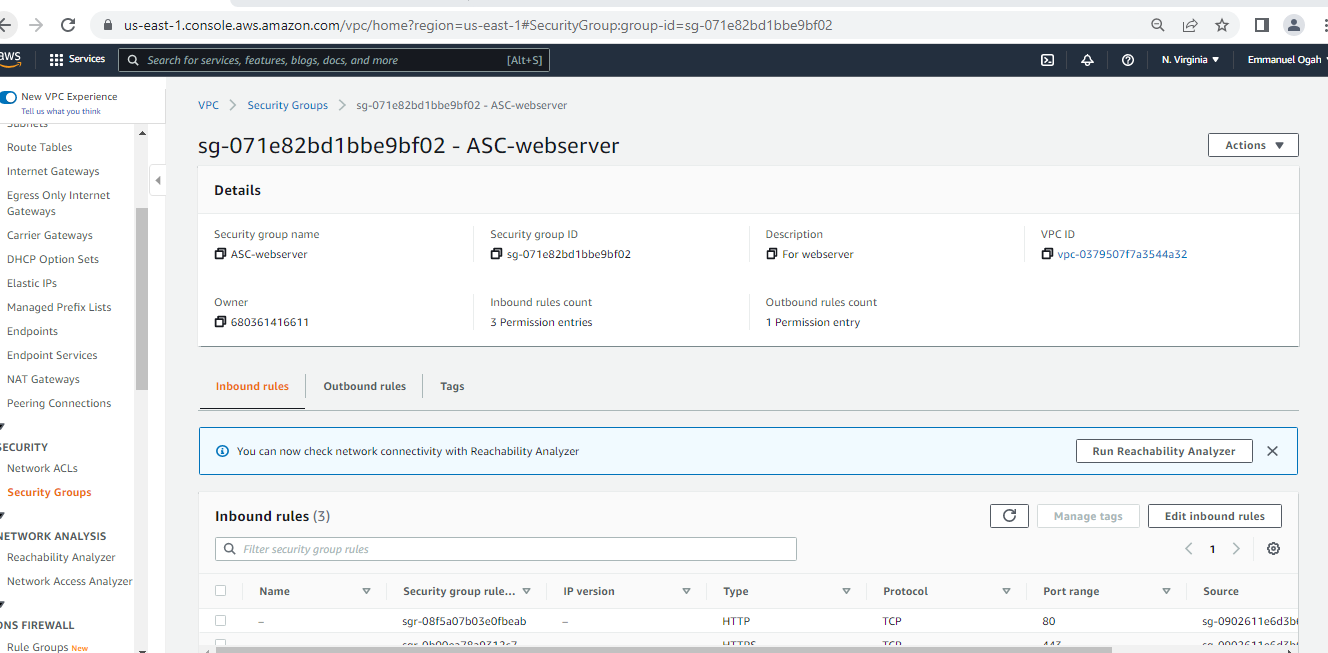 us-east-1.console.aws.amazon.com/vpc/home?region=us-east-1#SecurityGroup:group-id=sg-071e82bd1bbe9bf02
aws
Services
Search for services, features, blogs, docs, and more
[Alt+S]
N. Virginia
Emmanuel Ogah
New VPC Experience
Tell us what you think
Subnets
Route Tables
Internet Gateways
Egress Only Internet
Gateways
Carrier Gateways
DHCP Option Sets
Elastic IPs
Managed Prefix Lists
Endpoints
Endpoint Services
NAT Gateways
Peering Connections
SECURITY
Network ACLs
Security Groups
NETWORK ANALYSIS
Reachability Analyzer
Network Access Analyzer
DNS FIREWALL
Rule Groups New
VPC
Security Groups
sg-071e82bd1bbe9bf02 - ASC-webserver
sg-071e82bd1bbe9bf02 - ASC-webserver
Actions
Details
Security group name
ASC-webserver
Security group ID
sg-071e82bd1bbe9bf02
Description
For webserver
VPC ID
vpc-0379507f7a3544a32
Owner
680361416611
Inbound rules count
3 Permission entries
Outbound rules count
1 Permission entry
Inbound rules
Outbound rules
Tags
You can now check network connectivity with Reachability Analyzer
Run Reachability Analyzer
Inbound rules (3)
Manage tags
Edit inbound rules
Filter security group rules
1
Name
Security group rule...
IP version
Type
Protocol
Port range
Source
–
sgr-08f5a07b03e0fbeab
–
HTTP
TCP
80
sg-0902611e6d3b
HTTPS
TCP
443